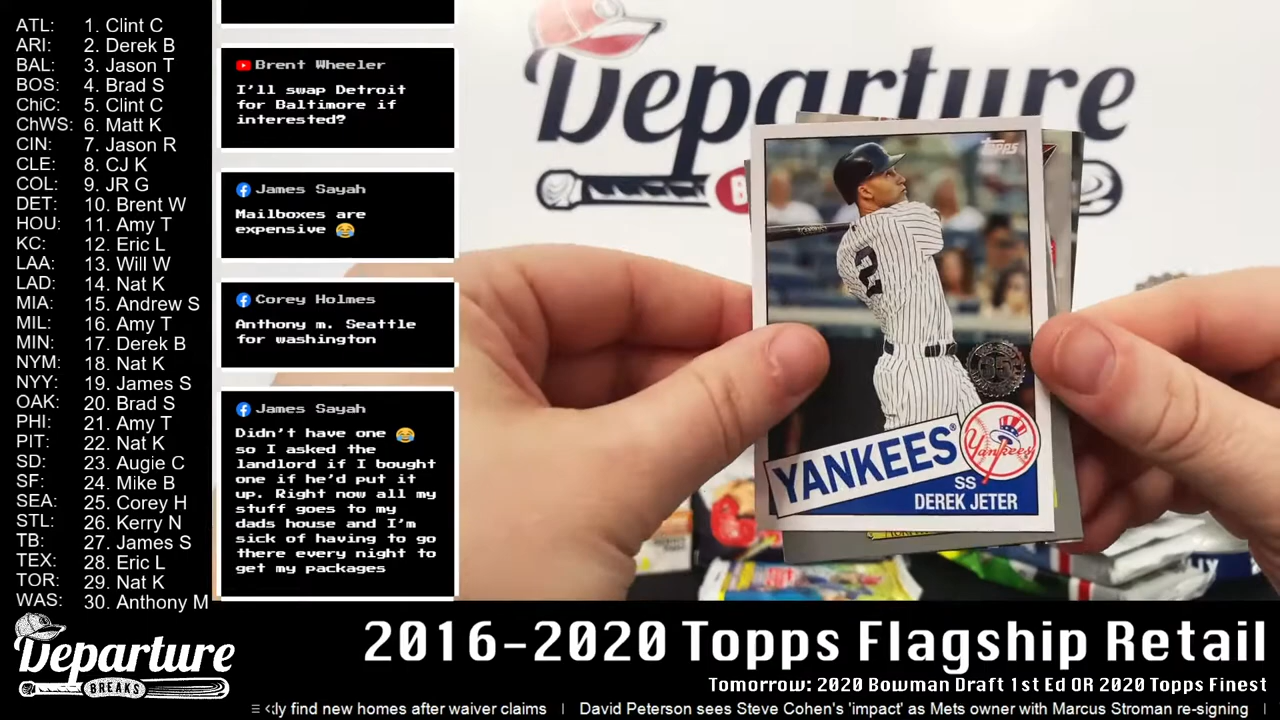 ATL: 1. Clint C
ARI: 2. Derek B
BAL: 3. Jason T
BOS: 4. Brad S
ChiC: 5. Clint C
ChWS: 6. Matt K
CIN: 7. Jason R
CLE: 8. CJ K
COL: 9. JR G
DET: 10. Brent W
HOU: 11. Amy T
KC: 12. Eric L
LAA: 13. Will W
LAD: 14. Nat K
MIA: 15. Andrew S
MIL: 16. Amy T
MIN: 17. Derek B
NYM: 18. Nat K
NYY: 19. James S
OAK: 20. Brad S
PHI: 21. Amy T
PIT: 22. Nat K
SD: 23. Augie C
SF: 24. Mike B
SEA: 25. Corey H
STL: 26. Kerry N
TB: 27. James S
TEX: 28. Eric L
TOR: 29. Nat K
WAS: 30. Anthony M
Brent Wheeler
I'll swap Detroit
for Baltimore if
interested?
James Sayah
Mailboxes are
expensive 😂
Corey Holmes
Anthony m. Seattle
for washington
James Sayah
Didn't have one 😂
so I asked the
landlord if I bought
one if he'd put it
up. Right now all my
stuff goes to my
dads house and I'm
sick of having to go
there every night to
get my packages
Departure
B
TOPPS
2
35
YANKEES
Yankees
SS
DEREK JETER
Departure
BREAKS
2016-2020 Topps Flagship Retail
Tomorrow: 2020 Bowman Draft 1st Ed OR 2020 Topps Finest
find new homes after waiver claims | David Peterson sees Steve Cohen's 'impact' as Mets owner with Marcus Stroman re-signing